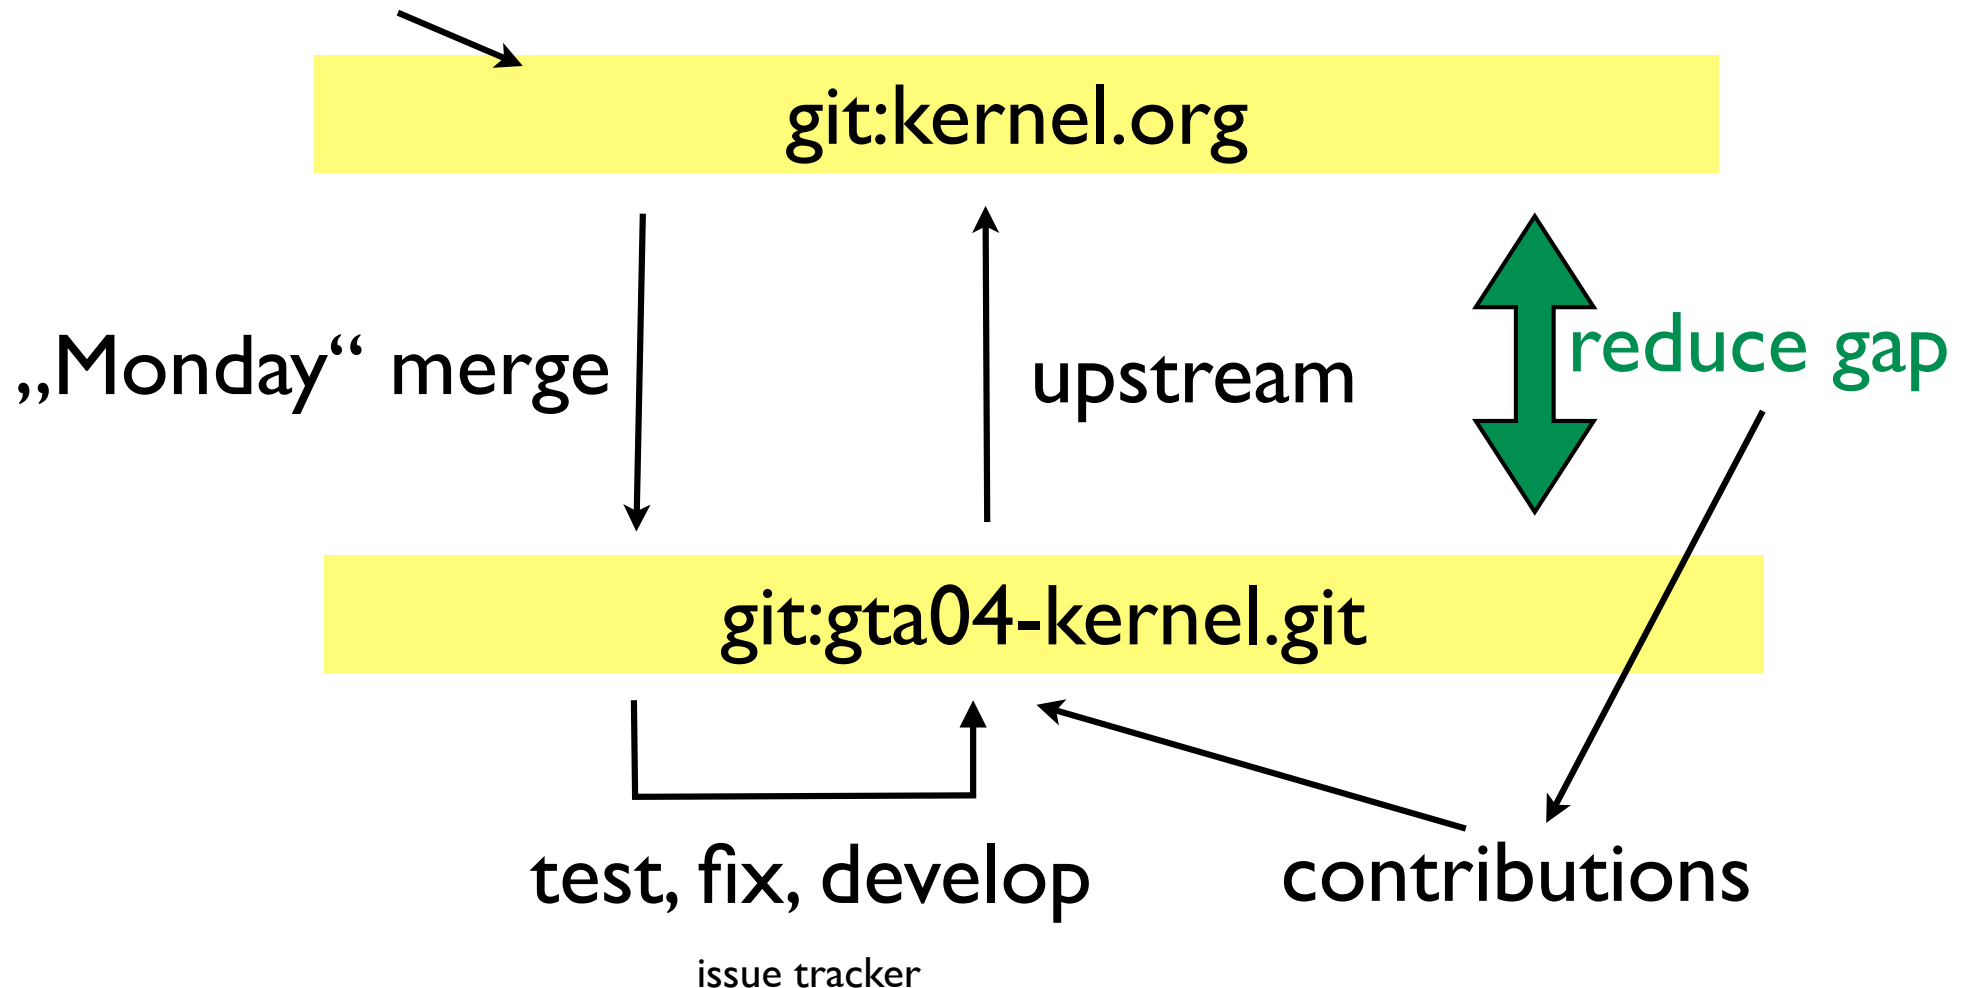 git:kernel.org
„Monday“ merge
upstream
reduce gap
git:gta04-kernel.git
test, fix, develop
contributions
issue tracker